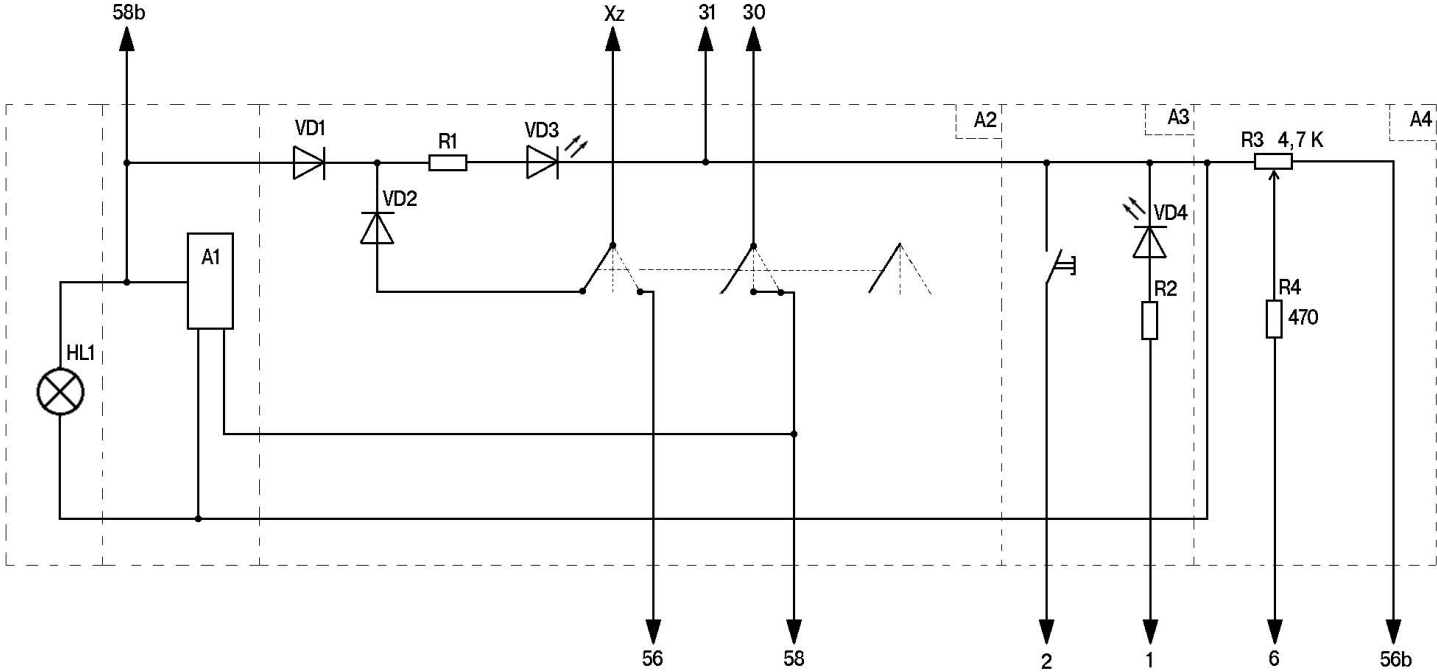 58b Xz 31 30
A2 A3 A4
VD1 R1 VD3 R3 4,7 K
VD2 VD4
A1
R2 R4
470
HL1
56 58 2 1 6 56b